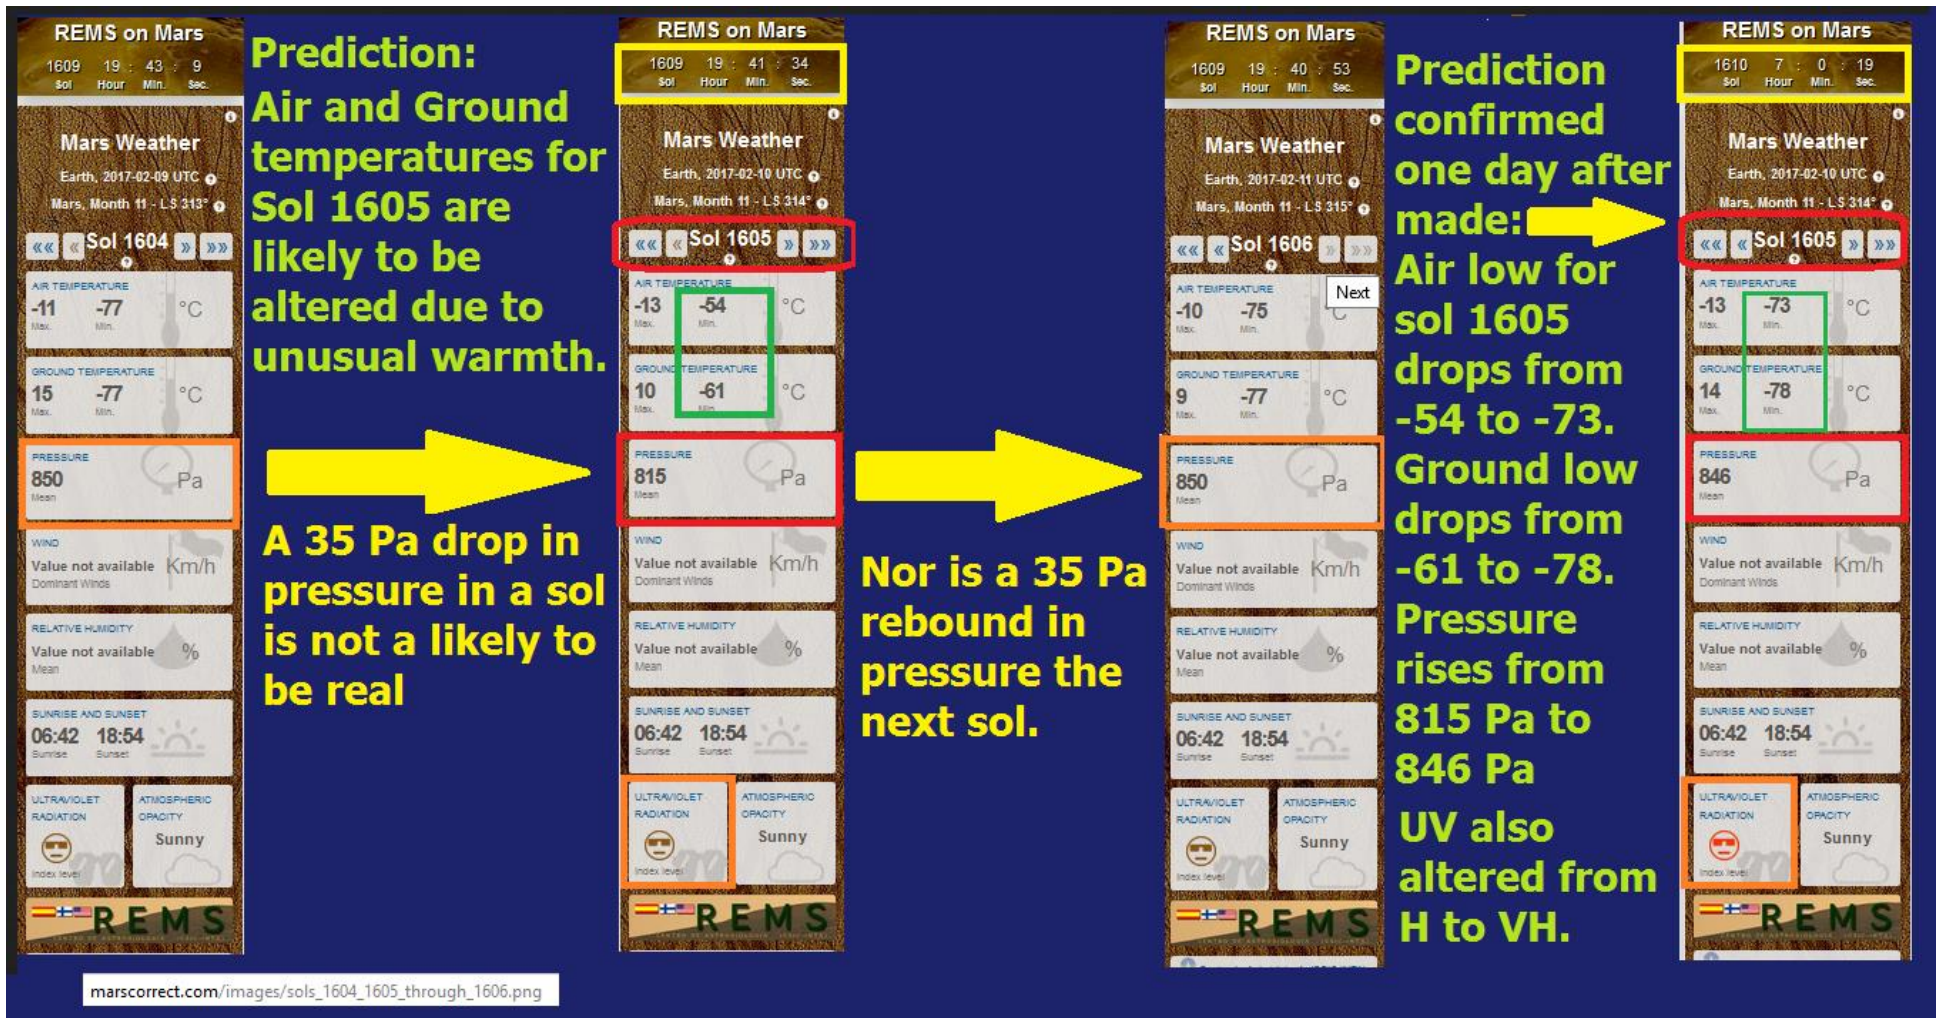 REMS on Mars
1609 19 : 43 : 9
Sol Hour Min. Sec.
Mars Weather
Earth, 2017-02-09 UTC
Mars, Month 11 - LS 313°
«« « Sol 1604 » »»
AIR TEMPERATURE
-11 -77 °C
Max. Min.
GROUND TEMPERATURE
15 -77 °C
Max. Min.
PRESSURE
850 Pa
Mean
WIND
Value not available Km/h
Dominant Winds
RELATIVE HUMIDITY
Value not available %
Mean
SUNRISE AND SUNSET
06:42 18:54
Sunrise Sunset
ULTRAVIOLET RADIATION
Index level
ATMOSPHERIC OPACITY
Sunny
REMS
Prediction:
Air and Ground
temperatures for
Sol 1605 are
likely to be
altered due to
unusual warmth.
A 35 Pa drop in
pressure in a sol
is not a likely to
be real
REMS on Mars
1609 19 : 41 : 34
Sol Hour Min. Sec.
Mars Weather
Earth, 2017-02-10 UTC
Mars, Month 11 - LS 314°
«« « Sol 1605 » »»
AIR TEMPERATURE
-13 -54 °C
Max. Min.
GROUND TEMPERATURE
10 -61 °C
Max. Min.
PRESSURE
815 Pa
Mean
WIND
Value not available Km/h
Dominant Winds
RELATIVE HUMIDITY
Value not available %
Mean
SUNRISE AND SUNSET
06:42 18:54
Sunrise Sunset
ULTRAVIOLET RADIATION
Index level
ATMOSPHERIC OPACITY
Sunny
REMS
CENTRO DE ASTROBIOLOGIA (CSIC-INTA)
Nor is a 35 Pa
rebound in
pressure the
next sol.
REMS on Mars
1609 19 : 40 : 53
Sol Hour Min. Sec.
Mars Weather
Earth, 2017-02-11 UTC
Mars, Month 11 - LS 315°
«« « Sol 1606 » »»
AIR TEMPERATURE
Next
-10 -75 °C
Max. Min.
GROUND TEMPERATURE
9 -77 °C
Max. Min.
PRESSURE
850 Pa
Mean
WIND
Value not available Km/h
Dominant Winds
RELATIVE HUMIDITY
Value not available %
Mean
SUNRISE AND SUNSET
06:42 18:54
Sunrise Sunset
ULTRAVIOLET RADIATION
Index level
ATMOSPHERIC OPACITY
Sunny
REMS
CENTRO DE ASTROBIOLOGIA (CSIC-INTA)
Prediction
confirmed
one day after
made:
Air low for
sol 1605
drops from
-54 to -73.
Ground low
drops from
-61 to -78.
Pressure
rises from
815 Pa to
846 Pa
UV also
altered from
H to VH.
REMS on Mars
1610 7 : 0 : 19
Sol Hour Min. Sec.
Mars Weather
Earth, 2017-02-10 UTC
Mars, Month 11 - LS 314°
«« « Sol 1605 » »»
AIR TEMPERATURE
-13 -73 °C
Max. Min.
GROUND TEMPERATURE
14 -78 °C
Max. Min.
PRESSURE
846 Pa
Mean
WIND
Value not available Km/h
Dominant Winds
RELATIVE HUMIDITY
Value not available %
Mean
SUNRISE AND SUNSET
06:42 18:54
Sunrise Sunset
ULTRAVIOLET RADIATION
Index level
ATMOSPHERIC OPACITY
Sunny
REMS
CENTRO DE ASTROBIOLOGIA (CSIC-INTA)
marscorrect.com/images/sols_1604_1605_through_1606.png